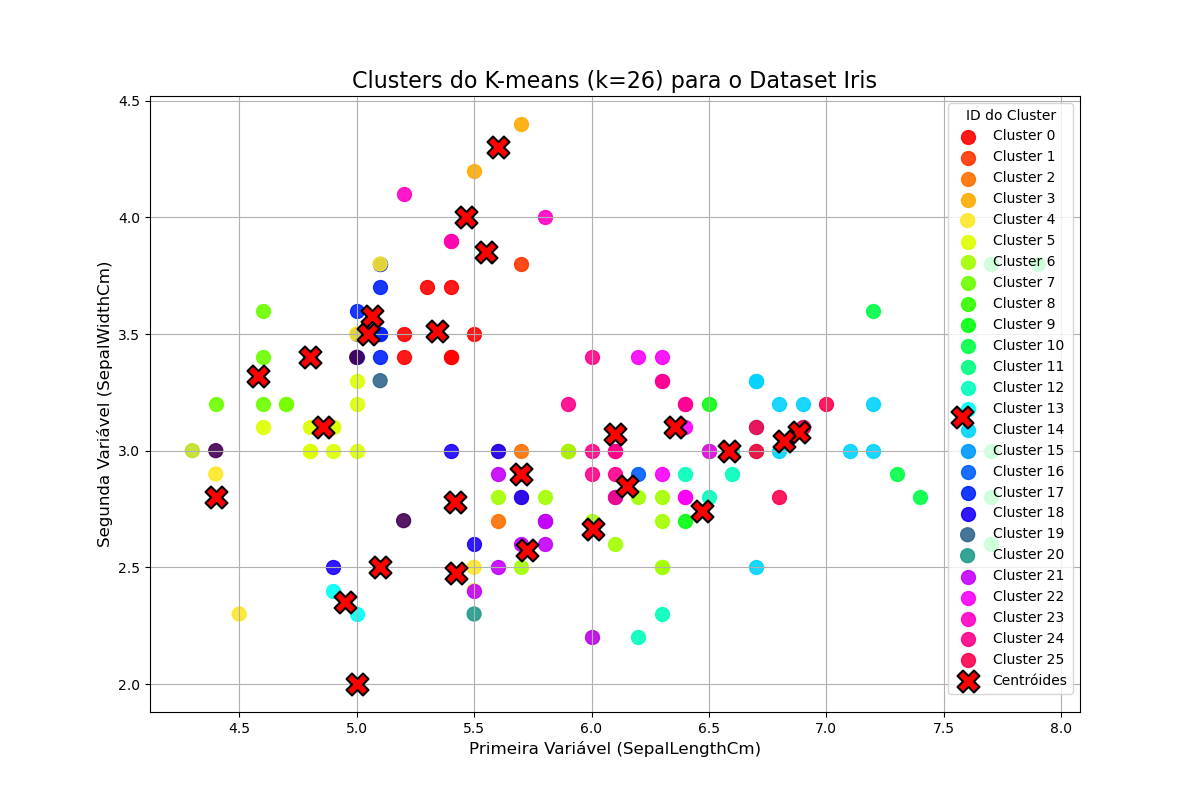 Clusters do K-means (k=26) para o Dataset Iris
4.5
4.0
3.5
3.0
2.5
2.0
Segunda Variável (SepalWidthCm)
4.5
5.0
5.5
6.0
6.5
7.0
7.5
8.0
Primeira Variável (SepalLengthCm)
ID do Cluster
Cluster 0
Cluster 1
Cluster 2
Cluster 3
Cluster 4
Cluster 5
Cluster 6
Cluster 7
Cluster 8
Cluster 9
Cluster 10
Cluster 11
Cluster 12
Cluster 13
Cluster 14
Cluster 15
Cluster 16
Cluster 17
Cluster 18
Cluster 19
Cluster 20
Cluster 21
Cluster 22
Cluster 23
Cluster 24
Cluster 25
Centróides